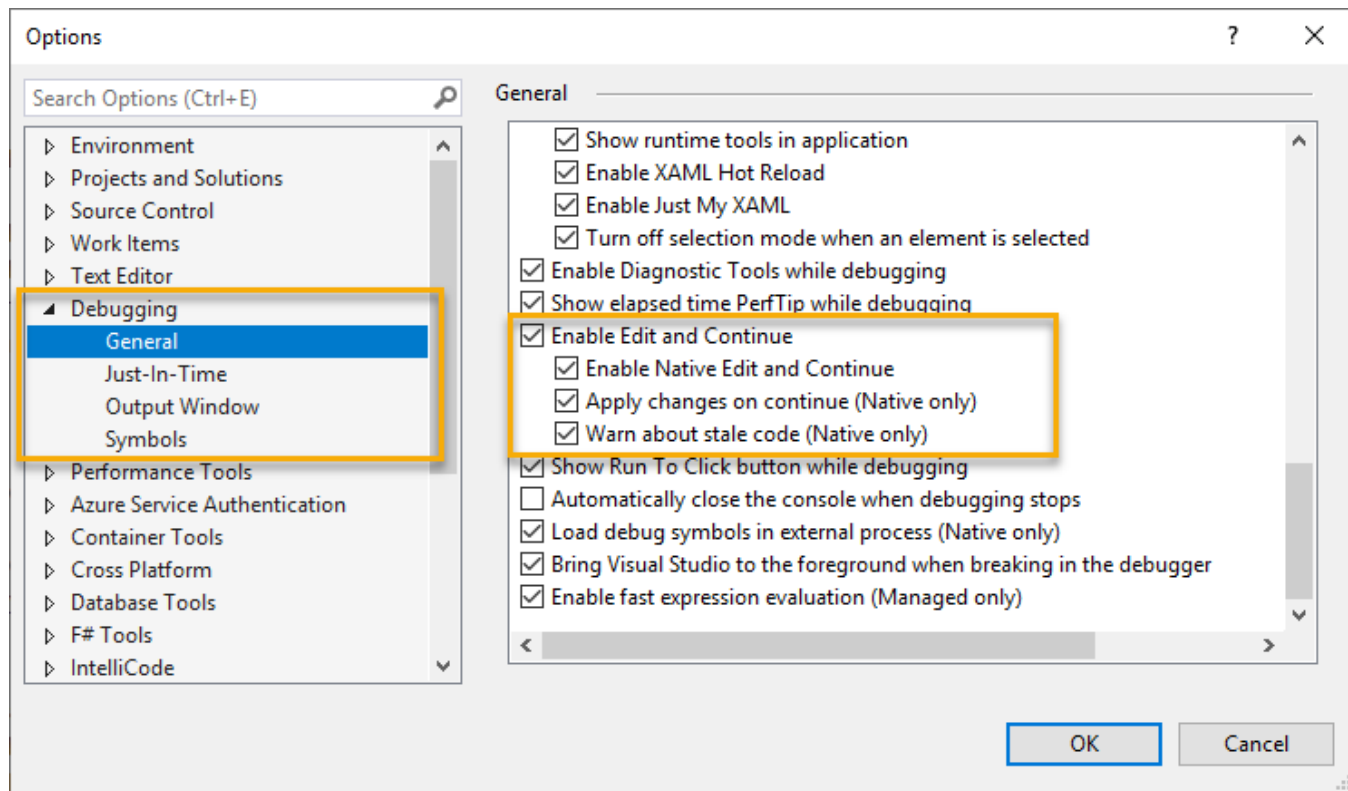 Options
?
Search Options (Ctrl+E)
Environment
Projects and Solutions
Source Control
Work Items
Text Editor
Debugging
General
Just-In-Time
Output Window
Symbols
Performance Tools
Azure Service Authentication
Container Tools
Cross Platform
Database Tools
F# Tools
IntelliCode
General
Show runtime tools in application
Enable XAML Hot Reload
Enable Just My XAML
Turn off selection mode when an element is selected
Enable Diagnostic Tools while debugging
Show elapsed time PerfTip while debugging
Enable Edit and Continue
Enable Native Edit and Continue
Apply changes on continue (Native only)
Warn about stale code (Native only)
Show Run To Click button while debugging
Automatically close the console when debugging stops
Load debug symbols in external process (Native only)
Bring Visual Studio to the foreground when breaking in the debugger
Enable fast expression evaluation (Managed only)
OK
Cancel